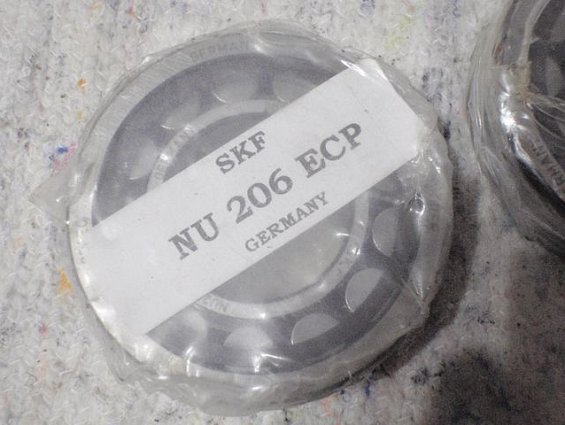 SKF
NU 206 ECP
GERMANY